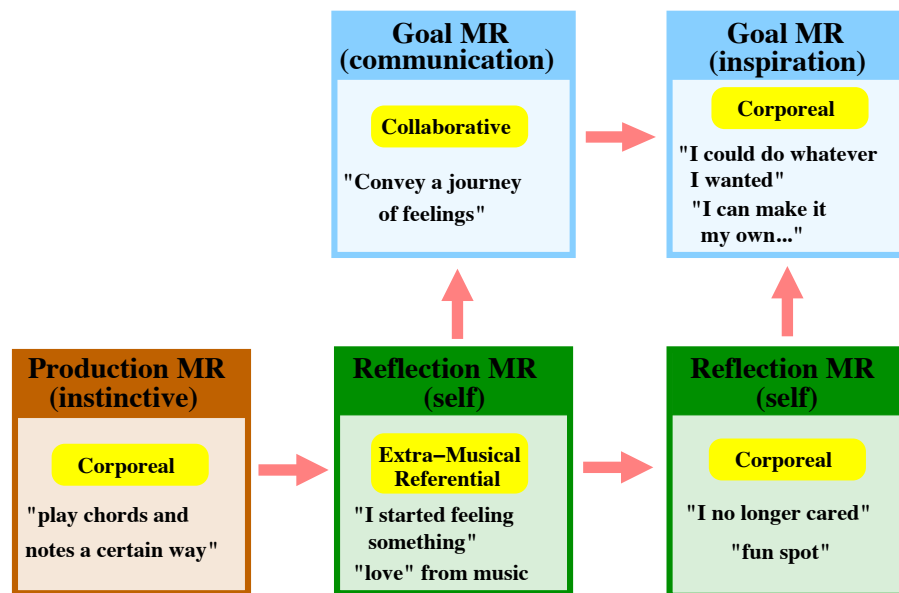 Goal MR
(communication)
Collaborative
"Convey a journey
of feelings"
Goal MR
(inspiration)
Corporeal
"I could do whatever
I wanted"
"I can make it
my own..."
Production MR
(instinctive)
Corporeal
"play chords and
notes a certain way"
Reflection MR
(self)
Extra−Musical
Referential
"I started feeling
something"
"love" from music
Reflection MR
(self)
Corporeal
"I no longer cared"
"fun spot"